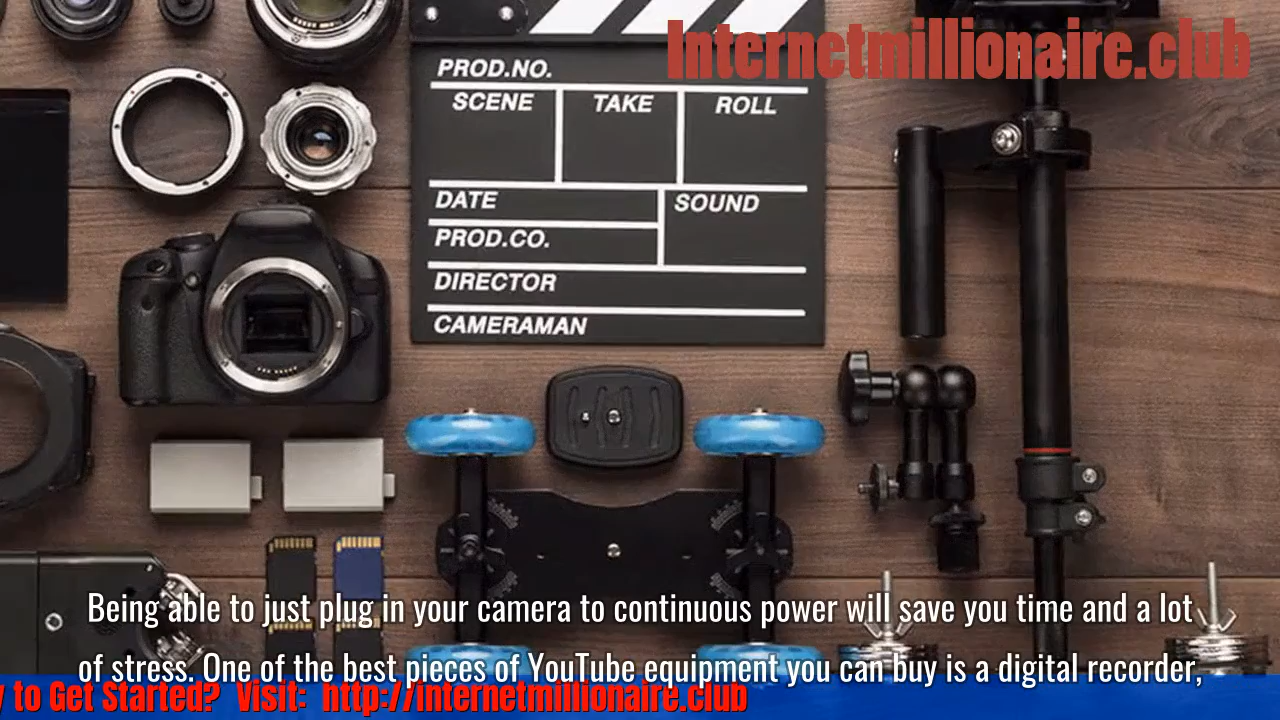 Internetmillionaire.club
PROD.NO.
SCENE TAKE ROLL
DATE SOUND
PROD.CO.
DIRECTOR
CAMERAMAN
Being able to just plug in your camera to continuous power will save you time and a lot
of stress. One of the best pieces of YouTube equipment you can buy is a digital recorder,
to Get Started? Visit: http://internetmillionaire.club